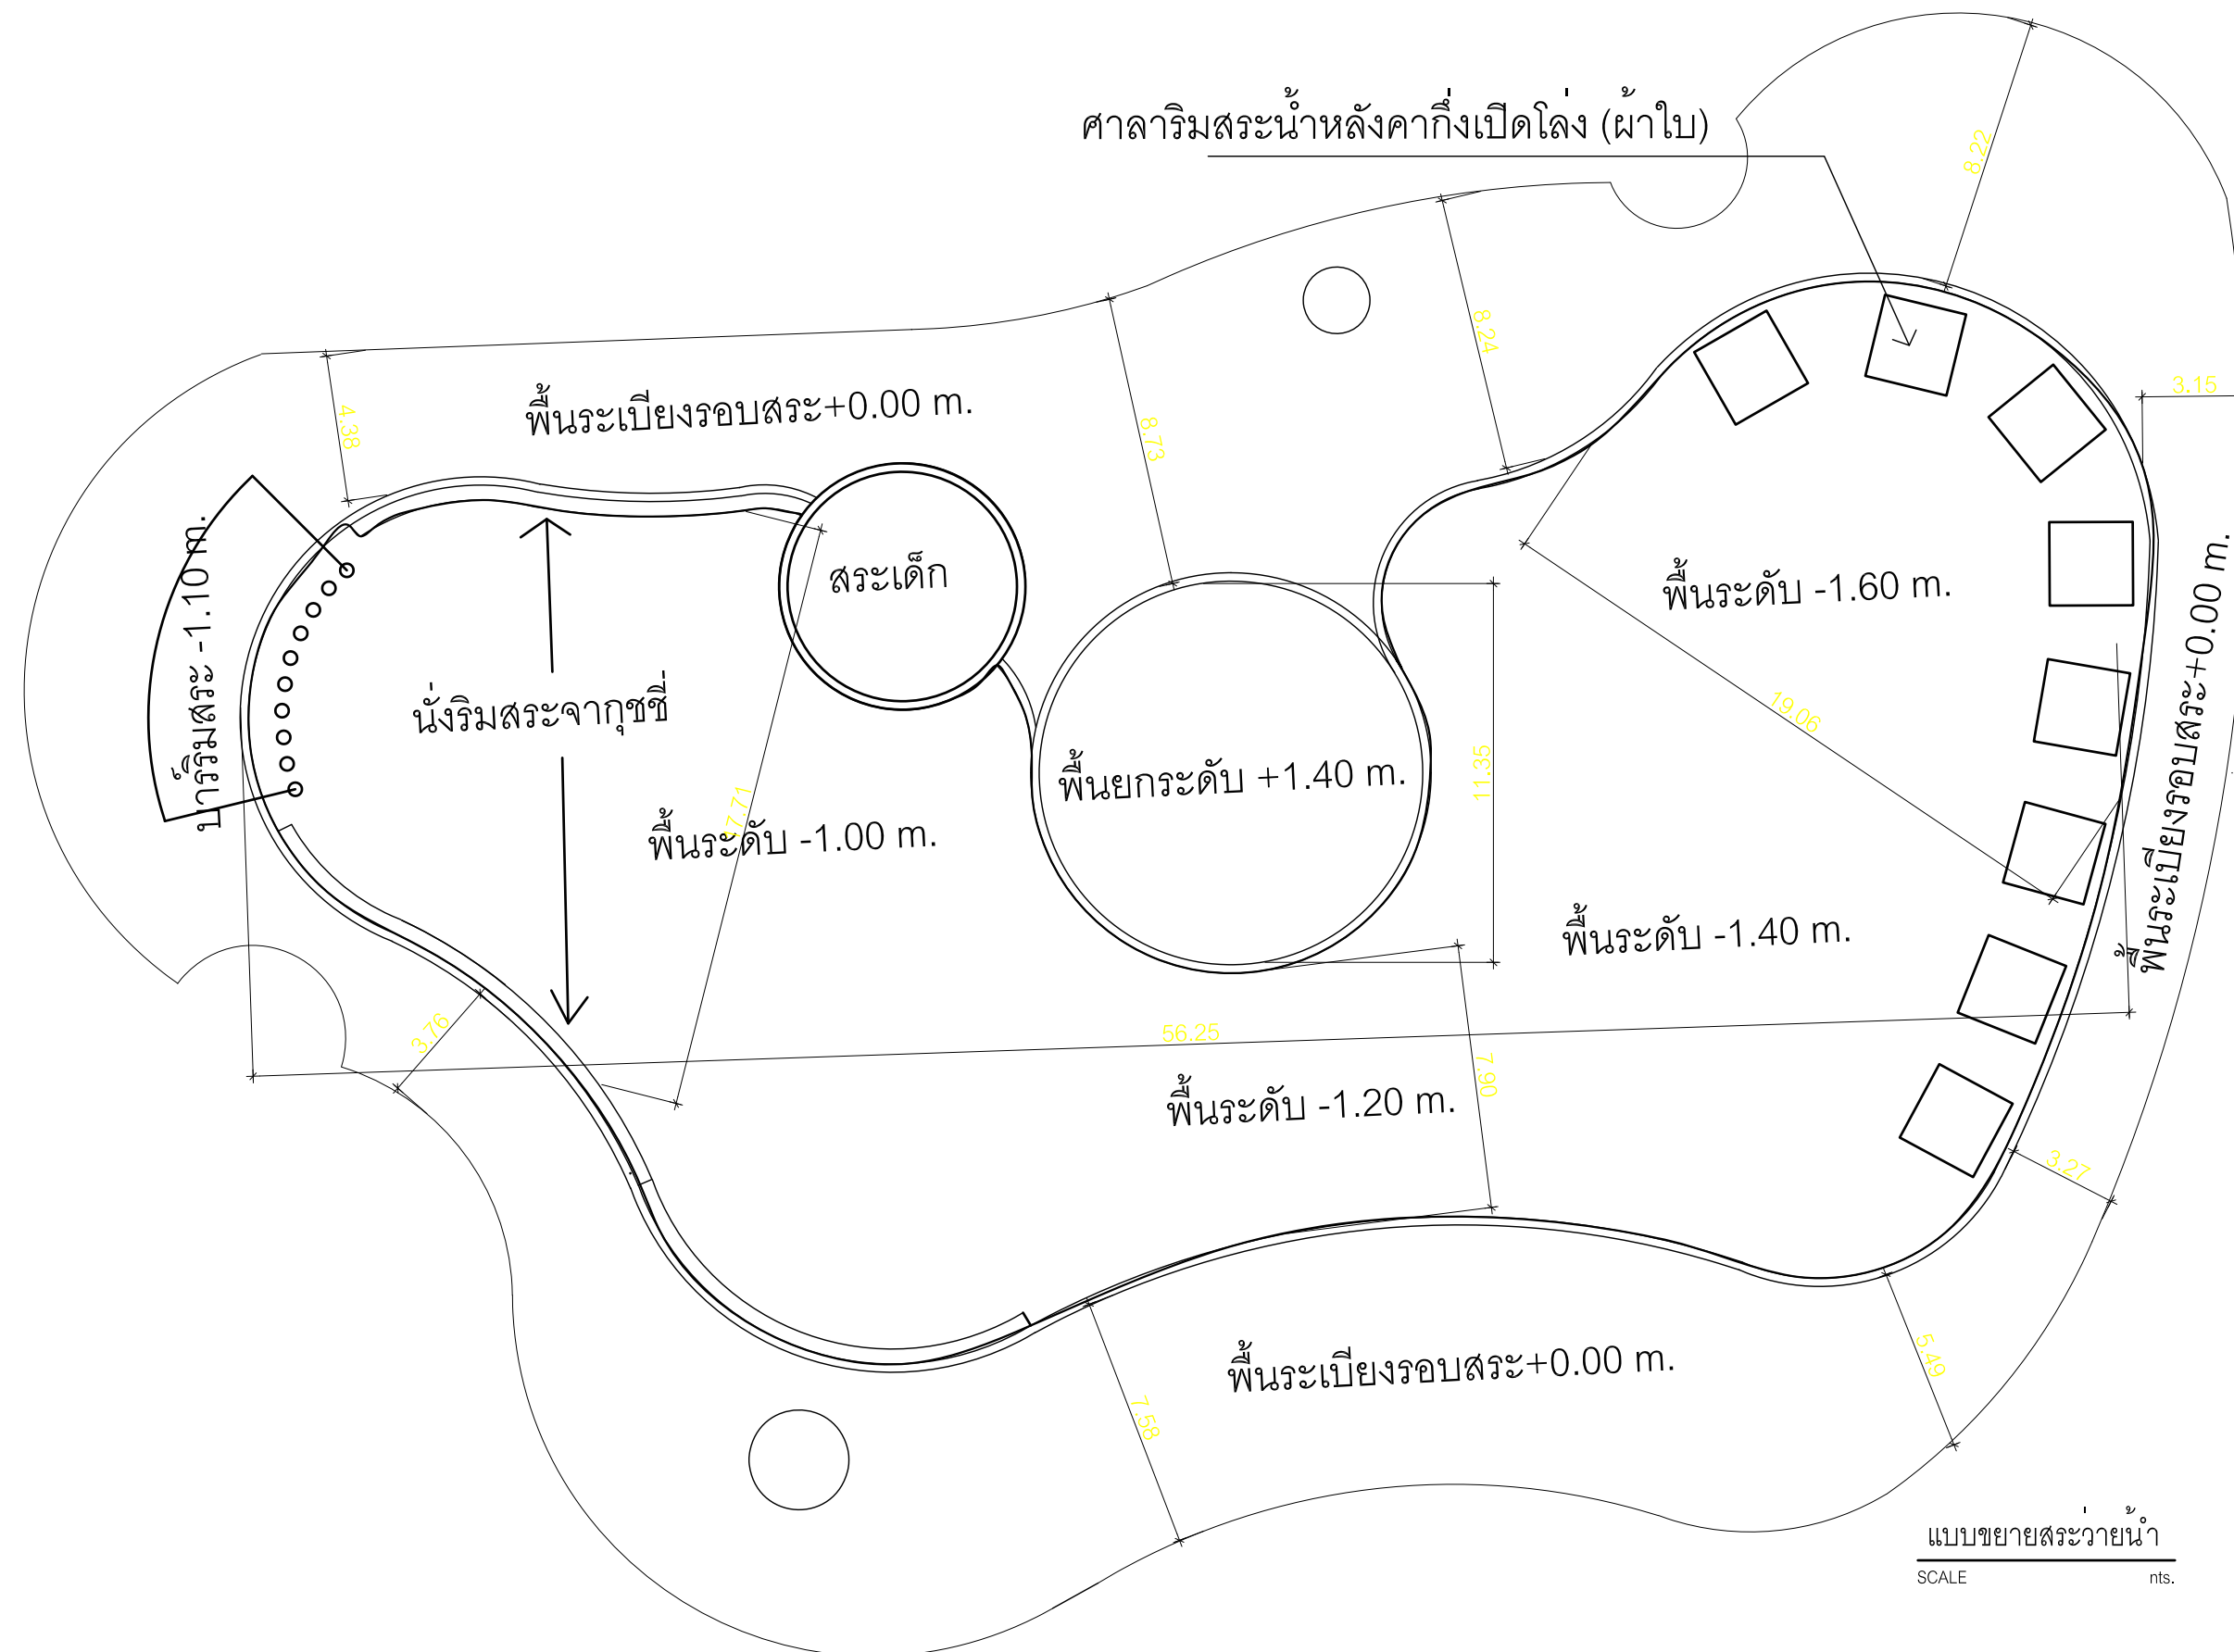 ศาลาริมสระน้ำหลังคากึ่งเปิดโล่ง (ผ้าใบ)
8.22
8.24
3.15
4.38
พื้นระเบียงรอบสระ+0.00 m.
8.73
บาร์ริมสระ -1.10 m.
สระเด็ก
พื้นระดับ -1.60 m.
พื้นระเบียงรอบสระ+0.00 m.
นั่งริมสระจากุซซี่
19.06
พื้นยกระดับ +1.40 m.
11.35
17.71
พื้นระดับ -1.00 m.
พื้นระดับ -1.40 m.
3.76
56.25
7.90
พื้นระดับ -1.20 m.
3.27
พื้นระเบียงรอบสระ+0.00 m.
5.49
7.58
แบบขยายสระว่ายน้ำ
SCALE nts.